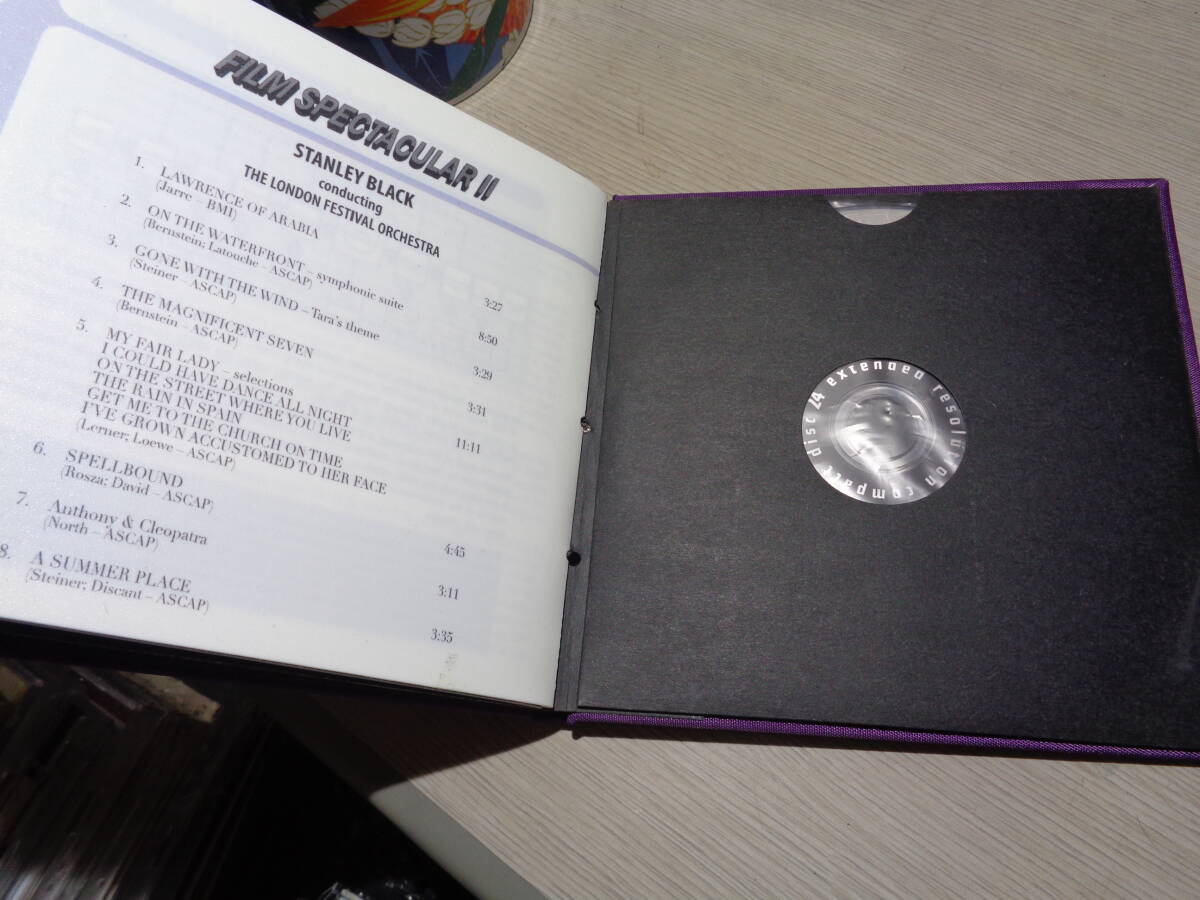 FILM SPECTACULAR II
STANLEY BLACK
conducting
THE LONDON FESTIVAL ORCHESTRA
1. LAWRENCE OF ARABIA 3:27
(Jarre – BMI)
2. ON THE WATERFRONT – symphonic suite 8:50
(Bernstein; Latouche – ASCAP)
3. GONE WITH THE WIND – Tara's theme 3:29
(Steiner – ASCAP)
4. THE MAGNIFICENT SEVEN 3:31
(Bernstein – ASCAP)
5. MY FAIR LADY – selections 11:11
I COULD HAVE DANCE ALL NIGHT
ON THE STREET WHERE YOU LIVE
THE RAIN IN SPAIN
GET ME TO THE CHURCH ON TIME
I'VE GROWN ACCUSTOMED TO HER FACE
(Lerner; Loewe – ASCAP)
6. SPELLBOUND 4:45
(Rosza; David – ASCAP)
7. Anthony & Cleopatra 3:11
(North – ASCAP)
8. A SUMMER PLACE 3:35
(Steiner; Discant – ASCAP)
extended resolution compact disc